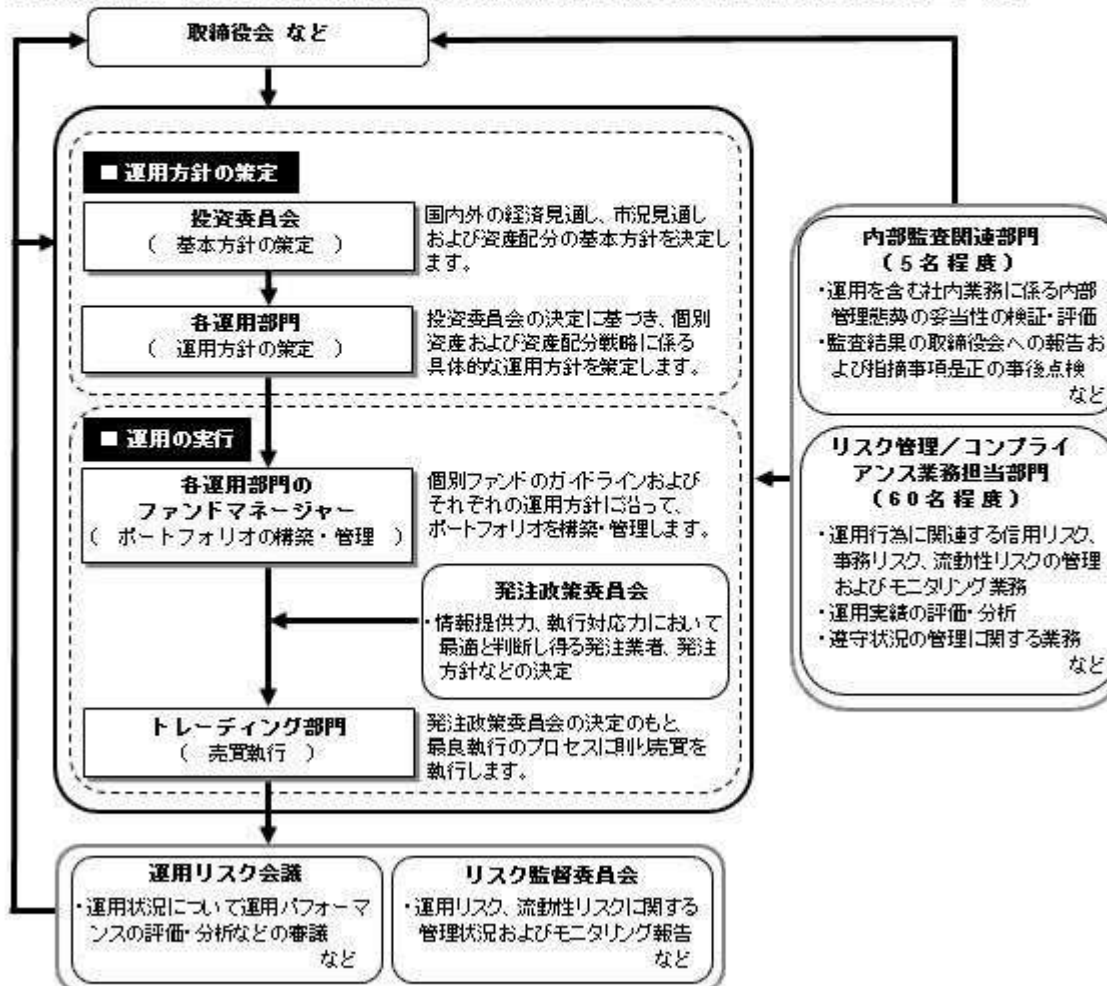 取締役会 など
■ 運用方針の策定
投資委員会
( 基本方針の策定 )
国内外の経済見通し、市況見通し
および資産配分の基本方針を決定し
ます。
各運用部門
( 運用方針の策定 )
投資委員会の決定に基づき、個別
資産および資産配分戦略に係る
具体的な運用方針を策定します。
■ 運用の実行
各運用部門の
ファンドマネージャー
( ポートフォリオの構築・管理 )
個別ファンドのガイドラインおよび
それぞれの運用方針に沿って、
ポートフォリオを構築・管理します。
発注政策委員会
・情報提供力、執行対応力において
最適と判断し得る発注業者、発注
方針などの決定
トレーディング部門
( 売買執行 )
発注政策委員会の決定のもと、
最良執行のプロセスに則り売買を
執行します。
内部監査関連部門
(5名程度)
・運用を含む社内業務に係る内部
管理態勢の妥当性の検証・評価
・監査結果の取締役会への報告お
よび指摘事項是正の事後点検
など
リスク管理/コンプライ
アンス業務担当部門
(60名程度)
・運用行為に関連する信用リスク、
事務リスク、流動性リスクの管理
およびモニタリング業務
・運用実績の評価・分析
・遵守状況の管理に関する業務
など
運用リスク会議
・運用状況について運用パフォーマ
ンスの評価・分析などの審議
など
リスク監督委員会
・運用リスク、流動性リスクに関する
管理状況およびモニタリング報告
など